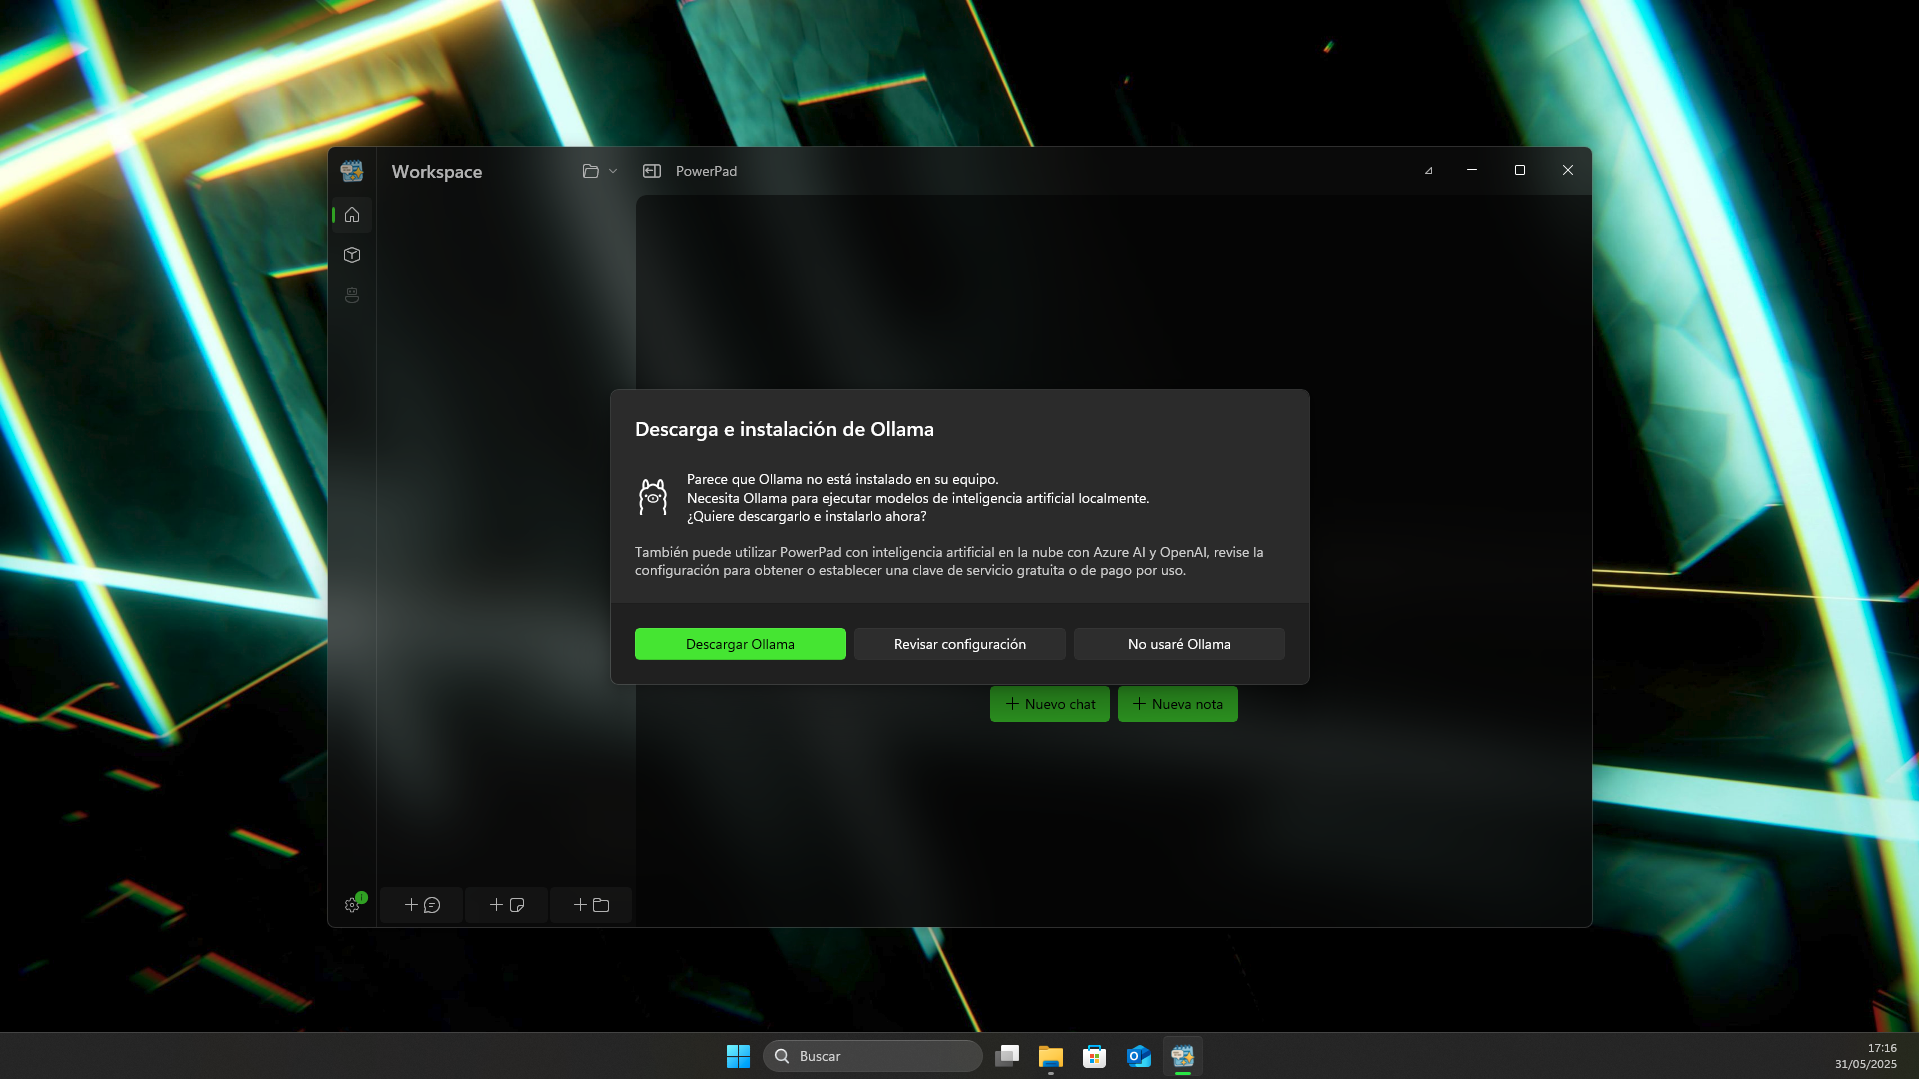 Workspace
PowerPad
Descarga e instalación de Ollama
Parece que Ollama no está instalado en su equipo.
Necesita Ollama para ejecutar modelos de inteligencia artificial localmente.
¿Quiere descargarlo e instalarlo ahora?
También puede utilizar PowerPad con inteligencia artificial en la nube con Azure AI y OpenAI, revise la
configuración para obtener o establecer una clave de servicio gratuita o de pago por uso.
Descargar Ollama
Revisar configuración
No usaré Ollama
+ Nuevo chat
+ Nueva nota
Buscar
17:16
31/05/2025